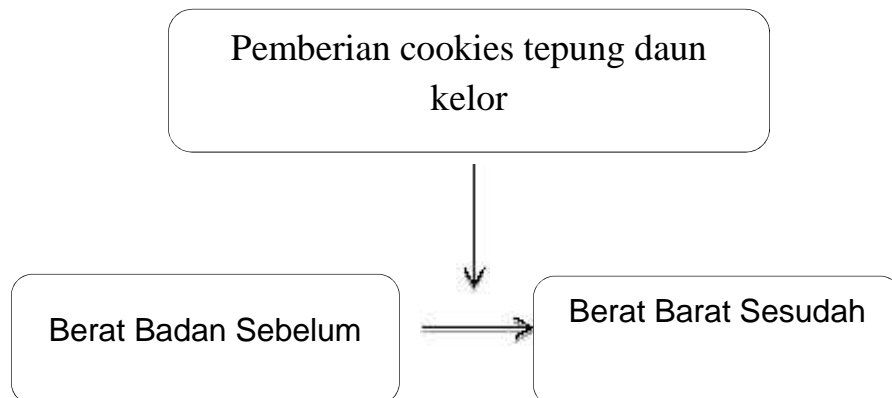 Pemberian cookies tepung daun
kelor
Berat Badan Sebelum
Berat Barat Sesudah